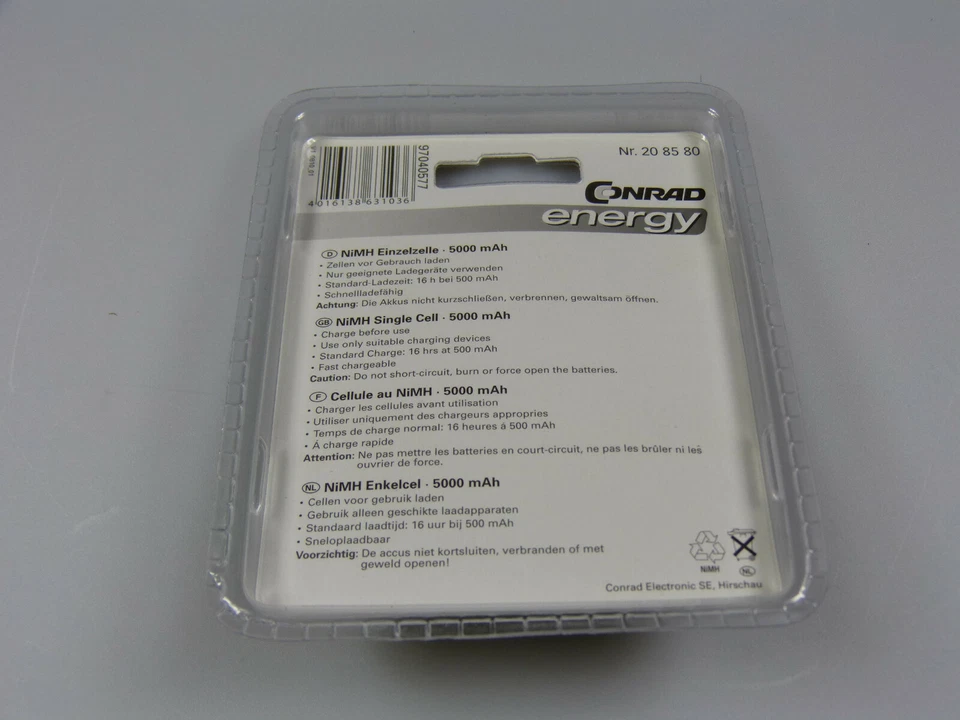 Nr. 20 85 80
97040577
4 016138 631036
CONRAD
energy
D NiMH Einzelzelle · 5000 mAh
• Zellen vor Gebrauch laden
• Nur geeignete Ladegeräte verwenden
• Standard-Ladezeit: 16 h bei 500 mAh
• Schnellladefähig
Achtung: Die Akkus nicht kurzschließen, verbrennen, gewaltsam öffnen.
GB NiMH Single Cell · 5000 mAh
• Charge before use
• Use only suitable charging devices
• Standard Charge: 16 hrs at 500 mAh
• Fast chargeable
Caution: Do not short-circuit, burn or force open the batteries.
F Cellule au NiMH · 5000 mAh
• Charger les cellules avant utilisation
• Utiliser uniquement des chargeurs appropries
• Temps de charge normal: 16 heures á 500 mAh
• Á charge rapide
Attention: Ne pas mettre les batteries en court-circuit, ne pas les brûler ni les
ouvrier de force.
NL NiMH Enkelcel · 5000 mAh
• Cellen voor gebruik laden
• Gebruik alleen geschikte laadapparaten
• Standaard laadtijd: 16 uur bij 500 mAh
• Sneloplaadbaar
Voorzichtig: De accus niet kortsluiten, verbranden of met
geweld openen!
NiMH
NL
Conrad Electronic SE, Hirschau